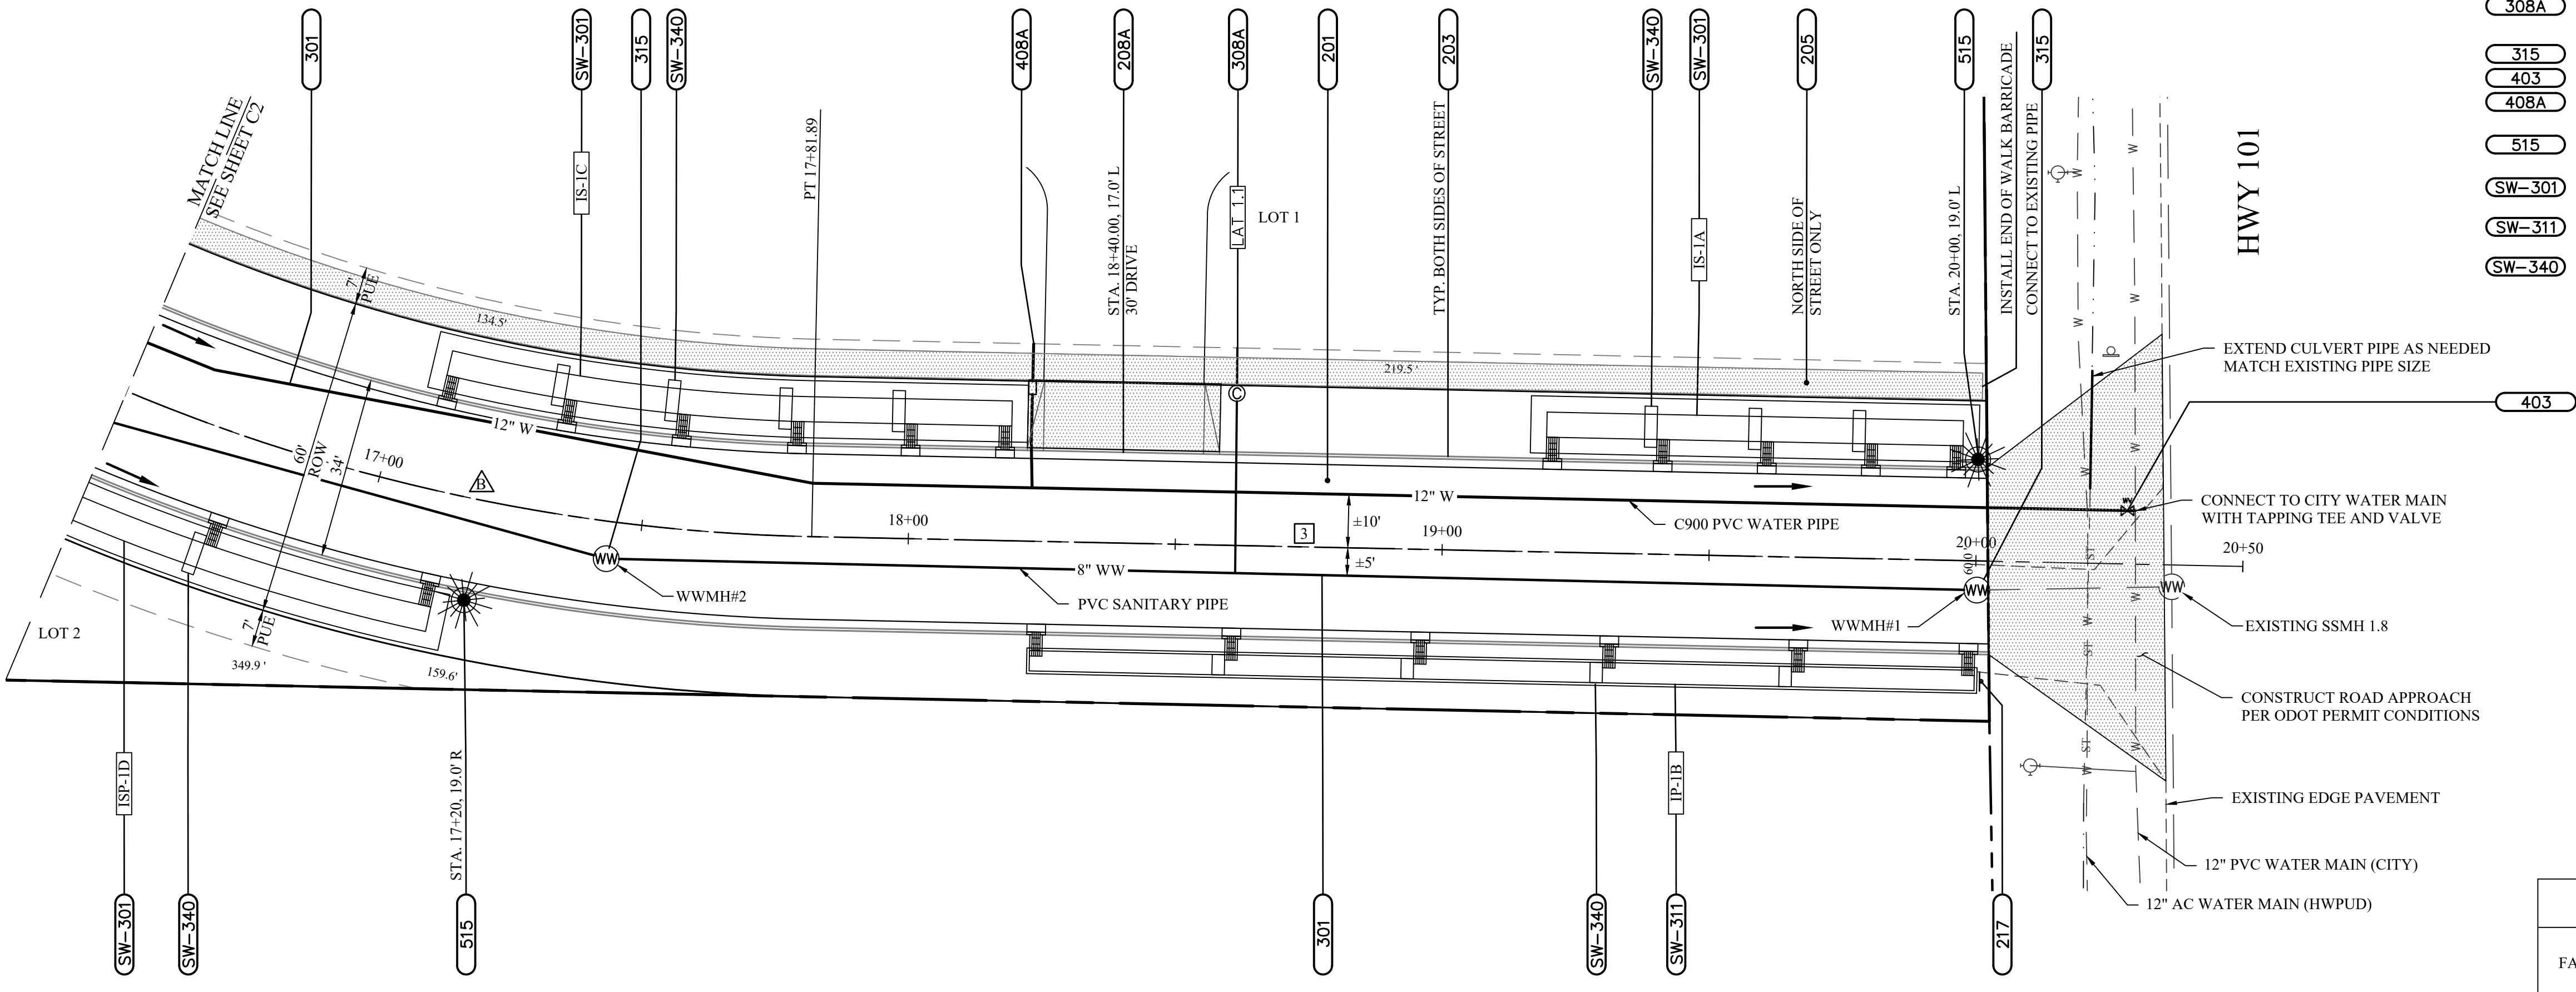 301
SW-301
315
SW-340
408A
208A
308A
201
203
SW-340
SW-301
205
515
315
308A
315
403
408A
515
SW-301
SW-311
SW-340
MATCH LINE
SEE SHEET C2
IS-1C
PT 17+81.89
STA. 18+40.00, 17.0' L
30' DRIVE
LAT 1.1
LOT 1
TYP. BOTH SIDES OF STREET
IS-1A
NORTH SIDE OF
STREET ONLY
STA. 20+00, 19.0' L
INSTALL END OF WALK BARRICADE
CONNECT TO EXISTING PIPE
HWY 101
W
W
W
W
W
W
W
W
W
W
7'
PUE
134.5'
219.5 '
C
EXTEND CULVERT PIPE AS NEEDED
MATCH EXISTING PIPE SIZE
403
12" W
60'
ROW
34'
17+00
B
18+00
3
±10'
±5'
12" W
19+00
C900 PVC WATER PIPE
20+00
60.0'
20+50
WV
CONNECT TO CITY WATER MAIN
WITH TAPPING TEE AND VALVE
WW
WWMH#2
8" WW
PVC SANITARY PIPE
WW
WWMH#1
WW
EXISTING SSMH 1.8
ST
ST
ST
LOT 2
7'
PUE
349.9 '
159.6'
CONSTRUCT ROAD APPROACH
PER ODOT PERMIT CONDITIONS
ISP-1D
STA. 17+20, 19.0' R
IP-1B
EXISTING EDGE PAVEMENT
12" PVC WATER MAIN (CITY)
12" AC WATER MAIN (HWPUD)
SW-301
SW-340
515
301
SW-340
SW-311
217
FA